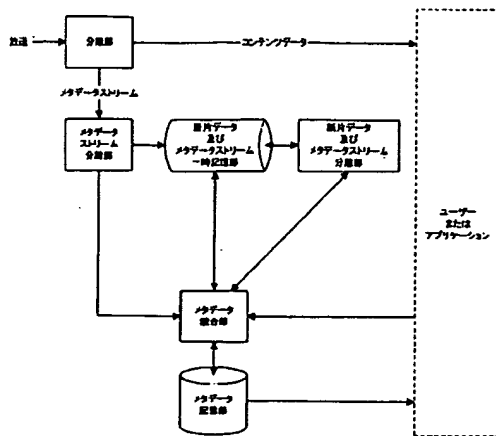 放送
分離部
コンテンツデータ
メタデータストリーム
メタデータ
ストリーム
分離部
断片データ
及び
メタデータストリーム
一時記憶部
断片データ
及び
メタデータストリーム
分離部
ユーザー
または
アプリケーション
メタデータ
統合部
メタデータ
記憶部